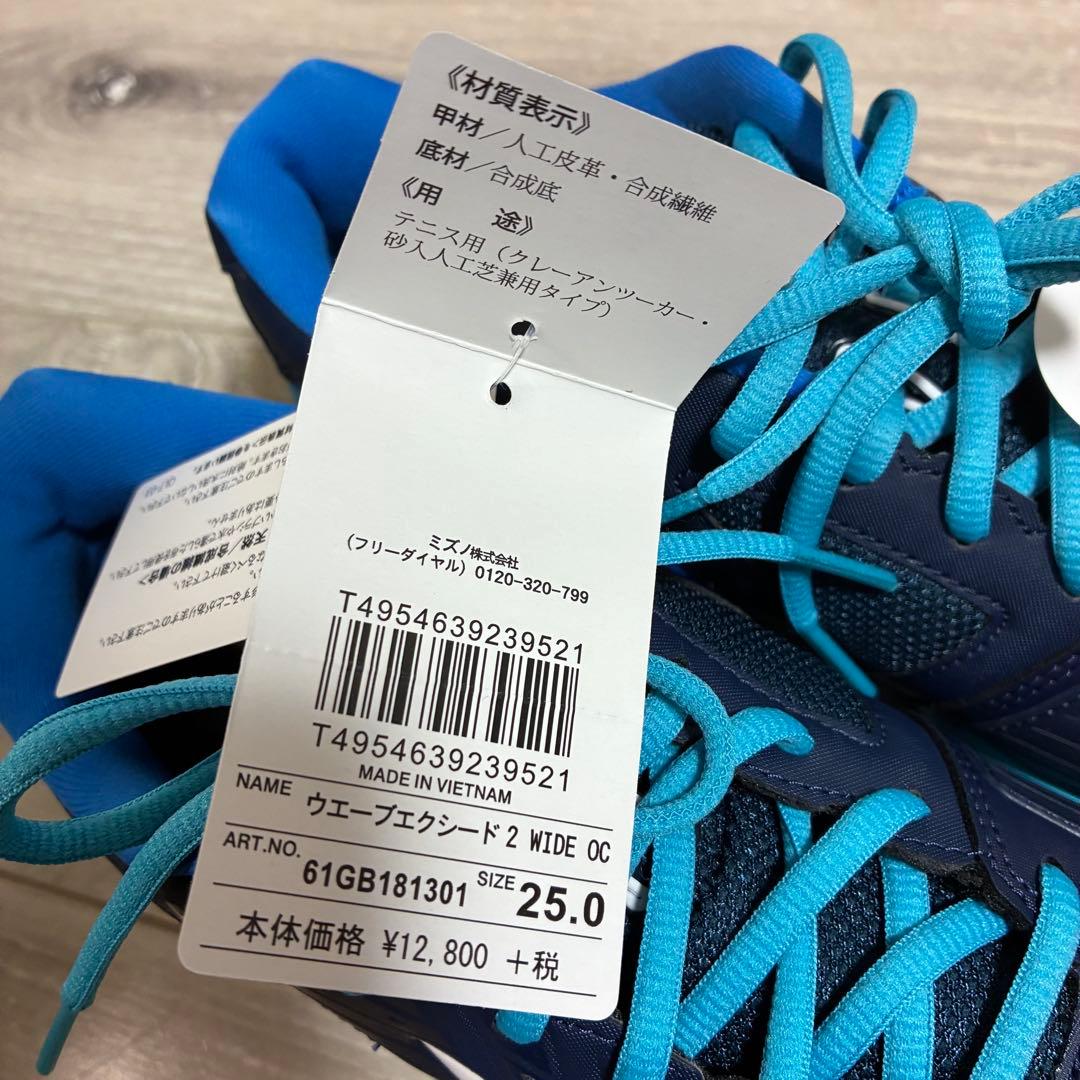 《材質表示》
甲材／人工皮革・合成繊維
底材／合成底
《用　　途》
テニス用（クレーアンツーカー・
砂入人工芝兼用タイプ）
ミズノ株式会社
（フリーダイヤル）0120-320-799
T4954639239521
T4954639239521
MADE IN VIETNAM
NAME ウエーブエクシード2 WIDE OC
ART.NO. 61GB181301 SIZE 25.0
本体価格 ¥12,800 +税